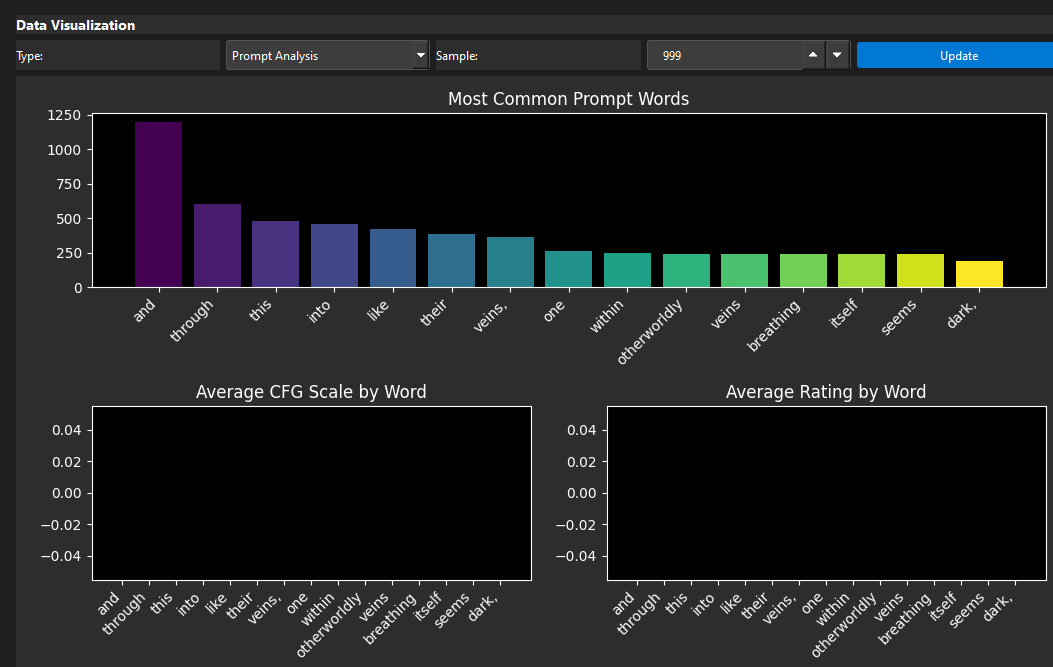 Data Visualization
Type: Prompt Analysis Sample: 999 Update
Most Common Prompt Words
1250
1000
750
500
250
0
and through this into like their veins, one within otherworldly veins breathing itself seems dark,
Average CFG Scale by Word
0.04
0.02
0.00
−0.02
−0.04
and through this into like their veins, one within otherworldly veins breathing itself seems dark,
Average Rating by Word
0.04
0.02
0.00
−0.02
−0.04
and through this into like their veins, one within otherworldly veins breathing itself seems dark,